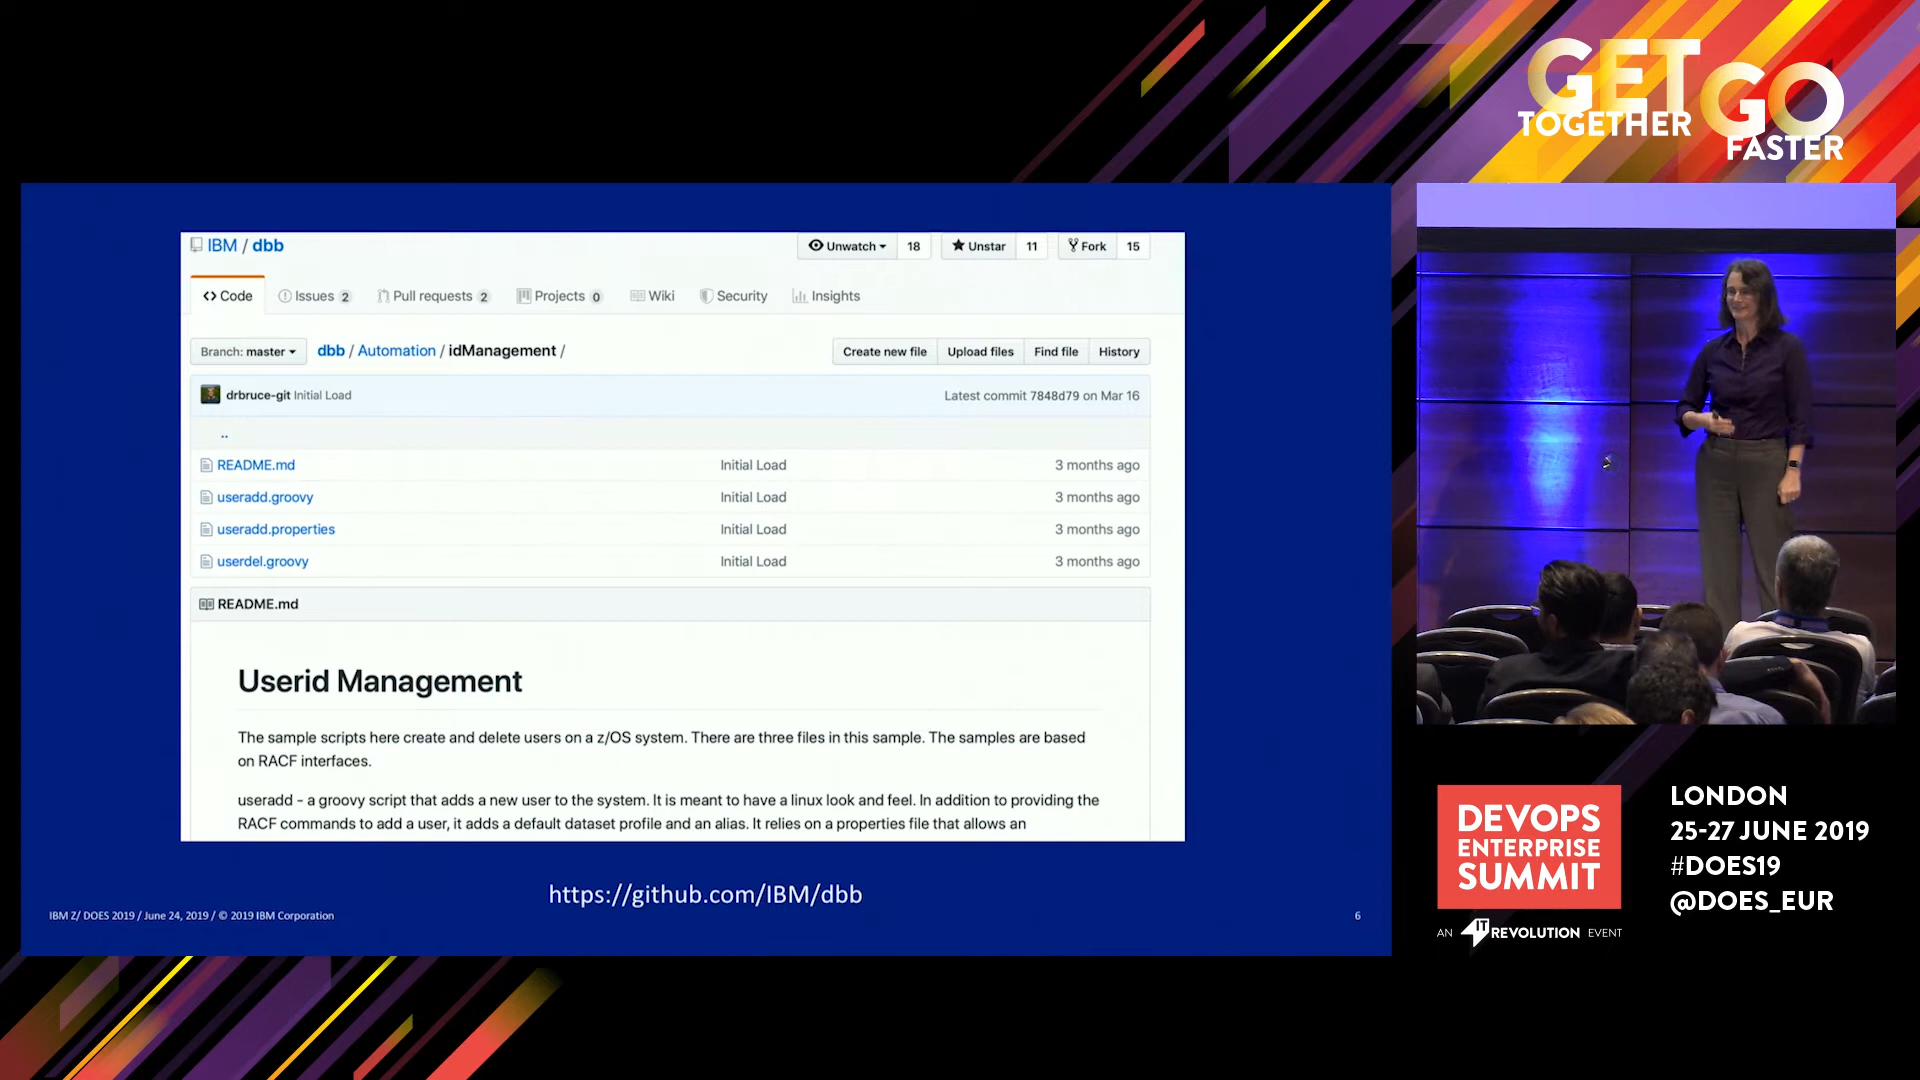 GET
TOGETHER
GO
FASTER
IBM / dbb
Unwatch 18
Unstar 11
Fork 15
Code
Issues 2
Pull requests 2
Projects 0
Wiki
Security
Insights
Branch: master
dbb / Automation / idManagement /
Create new file
Upload files
Find file
History
drbruce-git Initial Load
Latest commit 7848d79 on Mar 16
..
README.md Initial Load 3 months ago
useradd.groovy Initial Load 3 months ago
useradd.properties Initial Load 3 months ago
userdel.groovy Initial Load 3 months ago
README.md
Userid Management
The sample scripts here create and delete users on a z/OS system. There are three files in this sample. The samples are based
on RACF interfaces.
useradd - a groovy script that adds a new user to the system. It is meant to have a linux look and feel. In addition to providing the
RACF commands to add a user, it adds a default dataset profile and an alias. It relies on a properties file that allows an
https://github.com/IBM/dbb
IBM Z/ DOES 2019 / June 24, 2019 / © 2019 IBM Corporation
6
DEVOPS
ENTERPRISE
SUMMIT
AN IT REVOLUTION EVENT
LONDON
25-27 JUNE 2019
#DOES19
@DOES_EUR